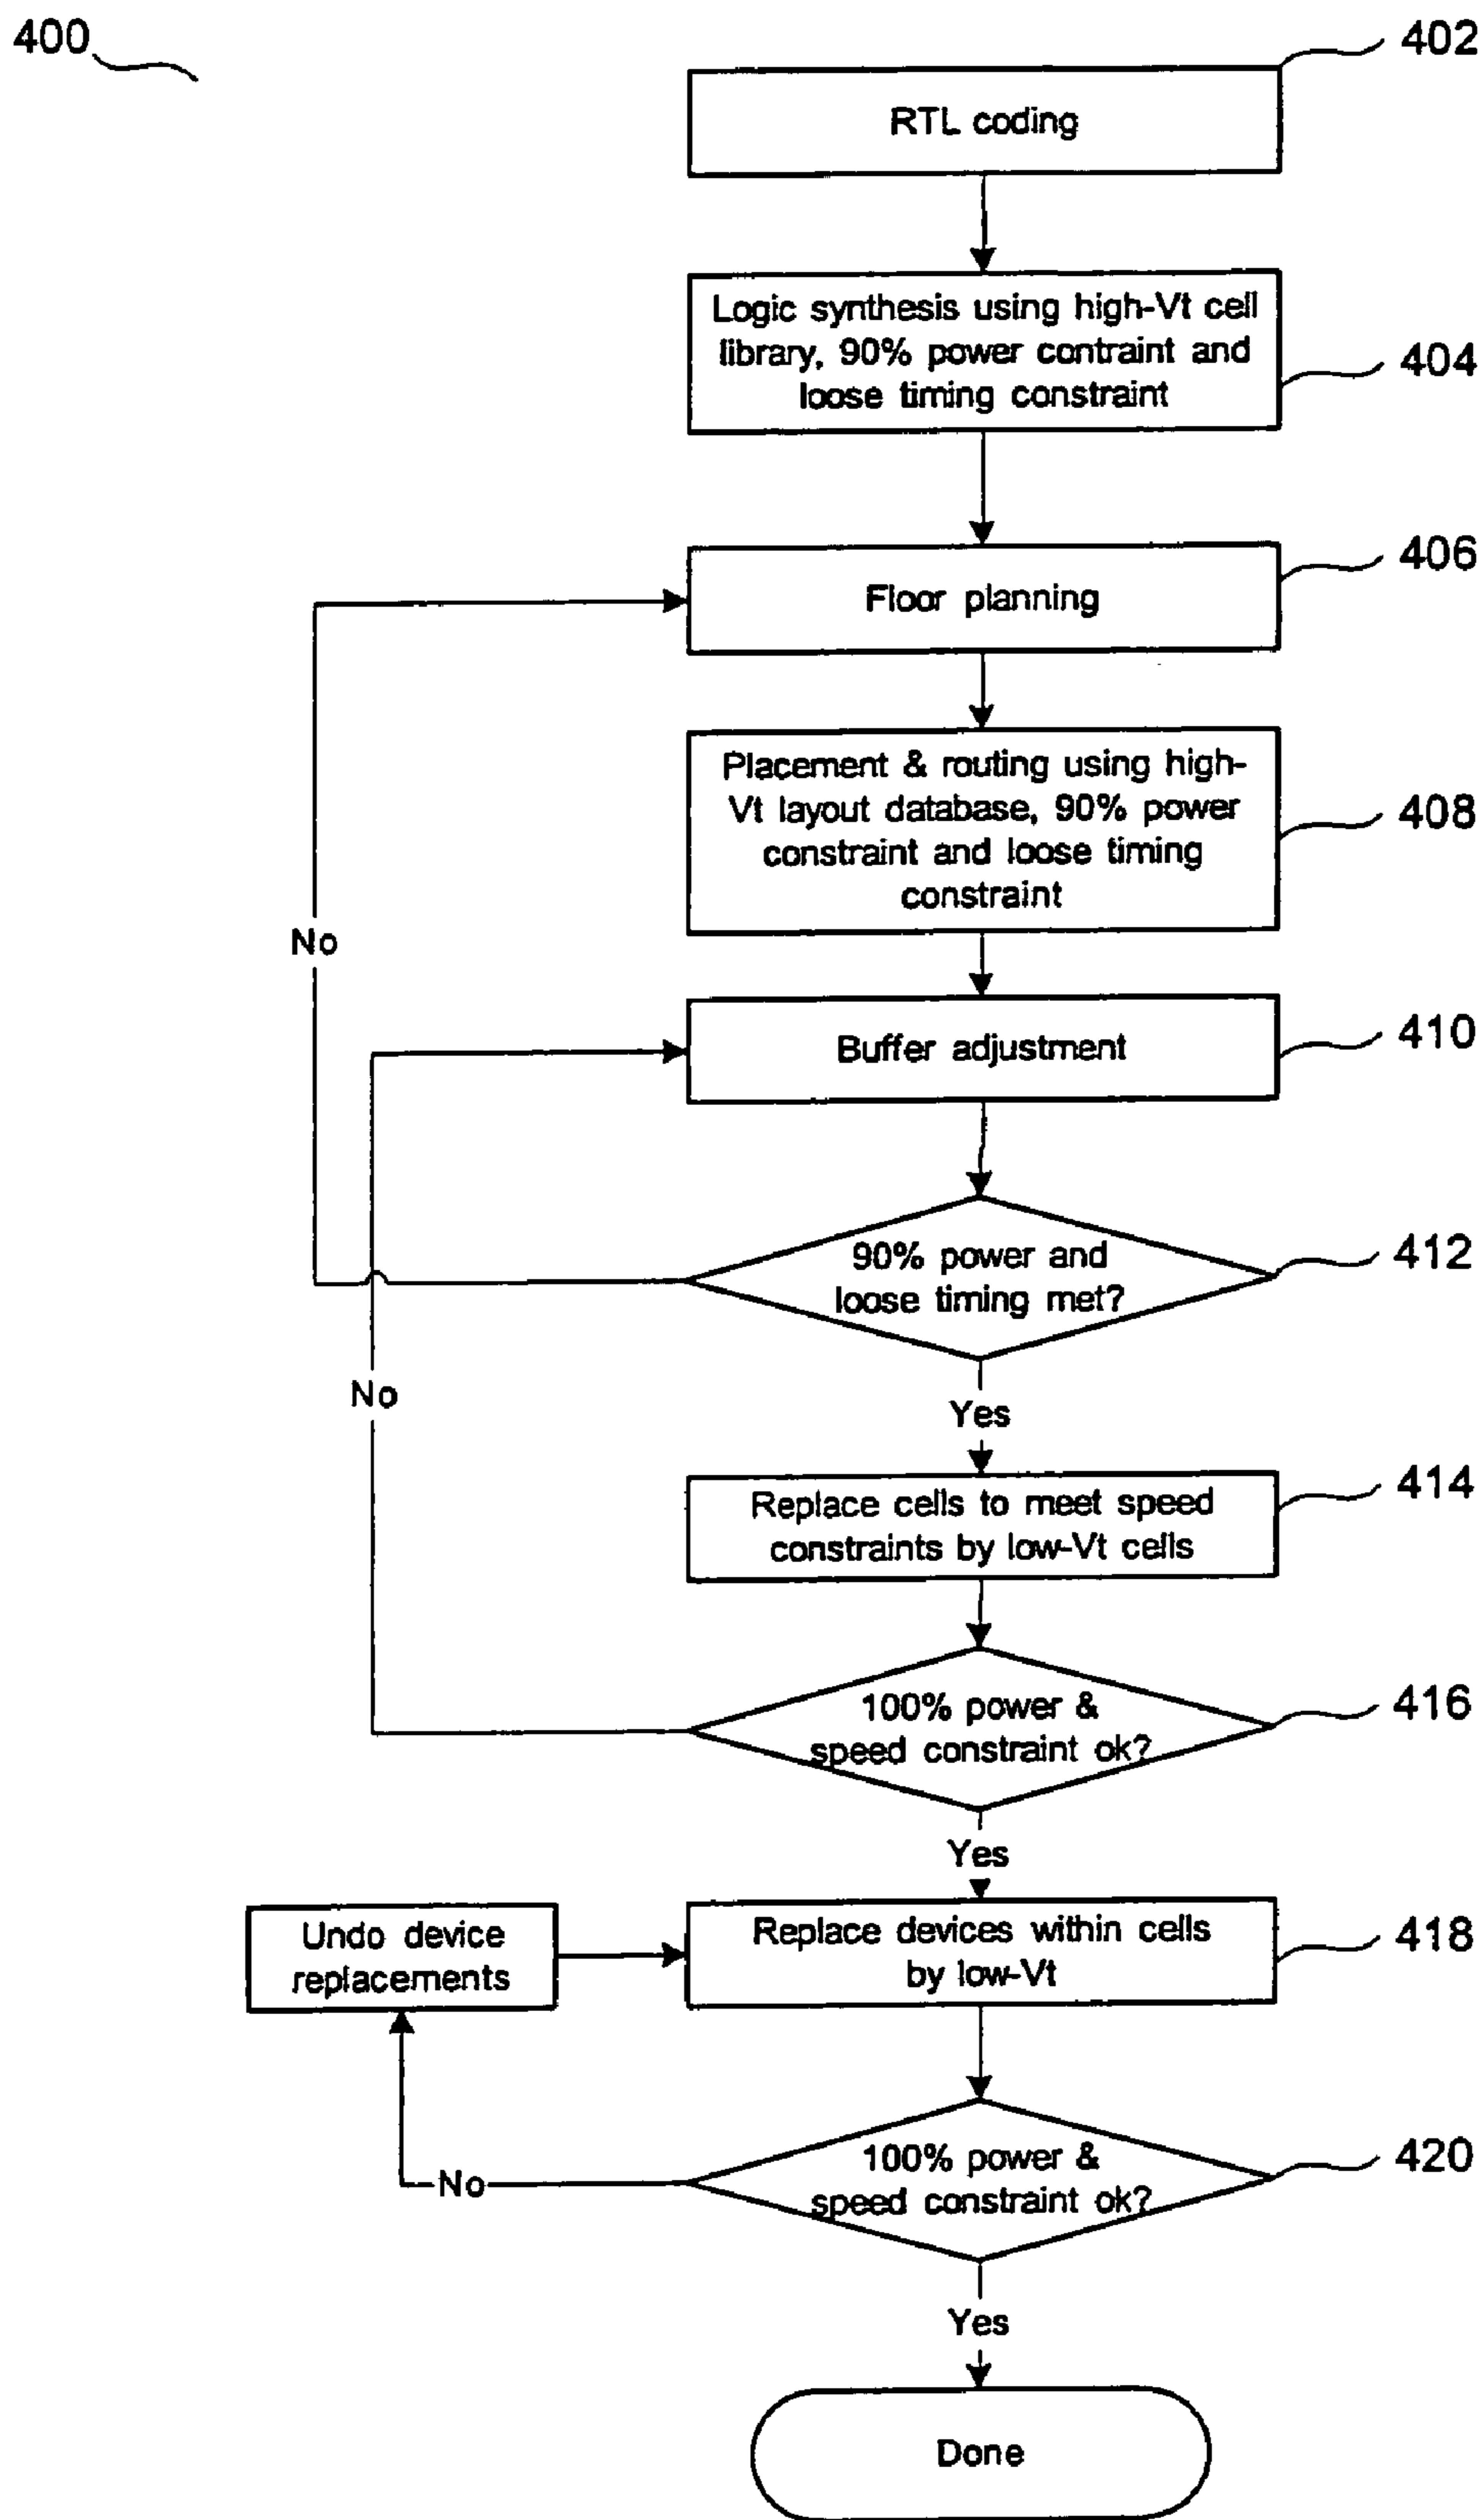 400
402
RTL coding
Logic synthesis using high-Vt cell
library, 90% power contraint and
loose timing constraint
404
406
Floor planning
Placement & routing using high-
Vt layout database, 90% power
constraint and loose timing
constraint
408
No
Buffer adjustment
410
90% power and
loose timing met?
412
No
Yes
Replace cells to meet speed
constraints by low-Vt cells
414
100% power &
speed constraint ok?
416
Yes
Undo device
replacements
Replace devices within cells
by low-Vt
418
100% power &
speed constraint ok?
420
No
Yes
Done